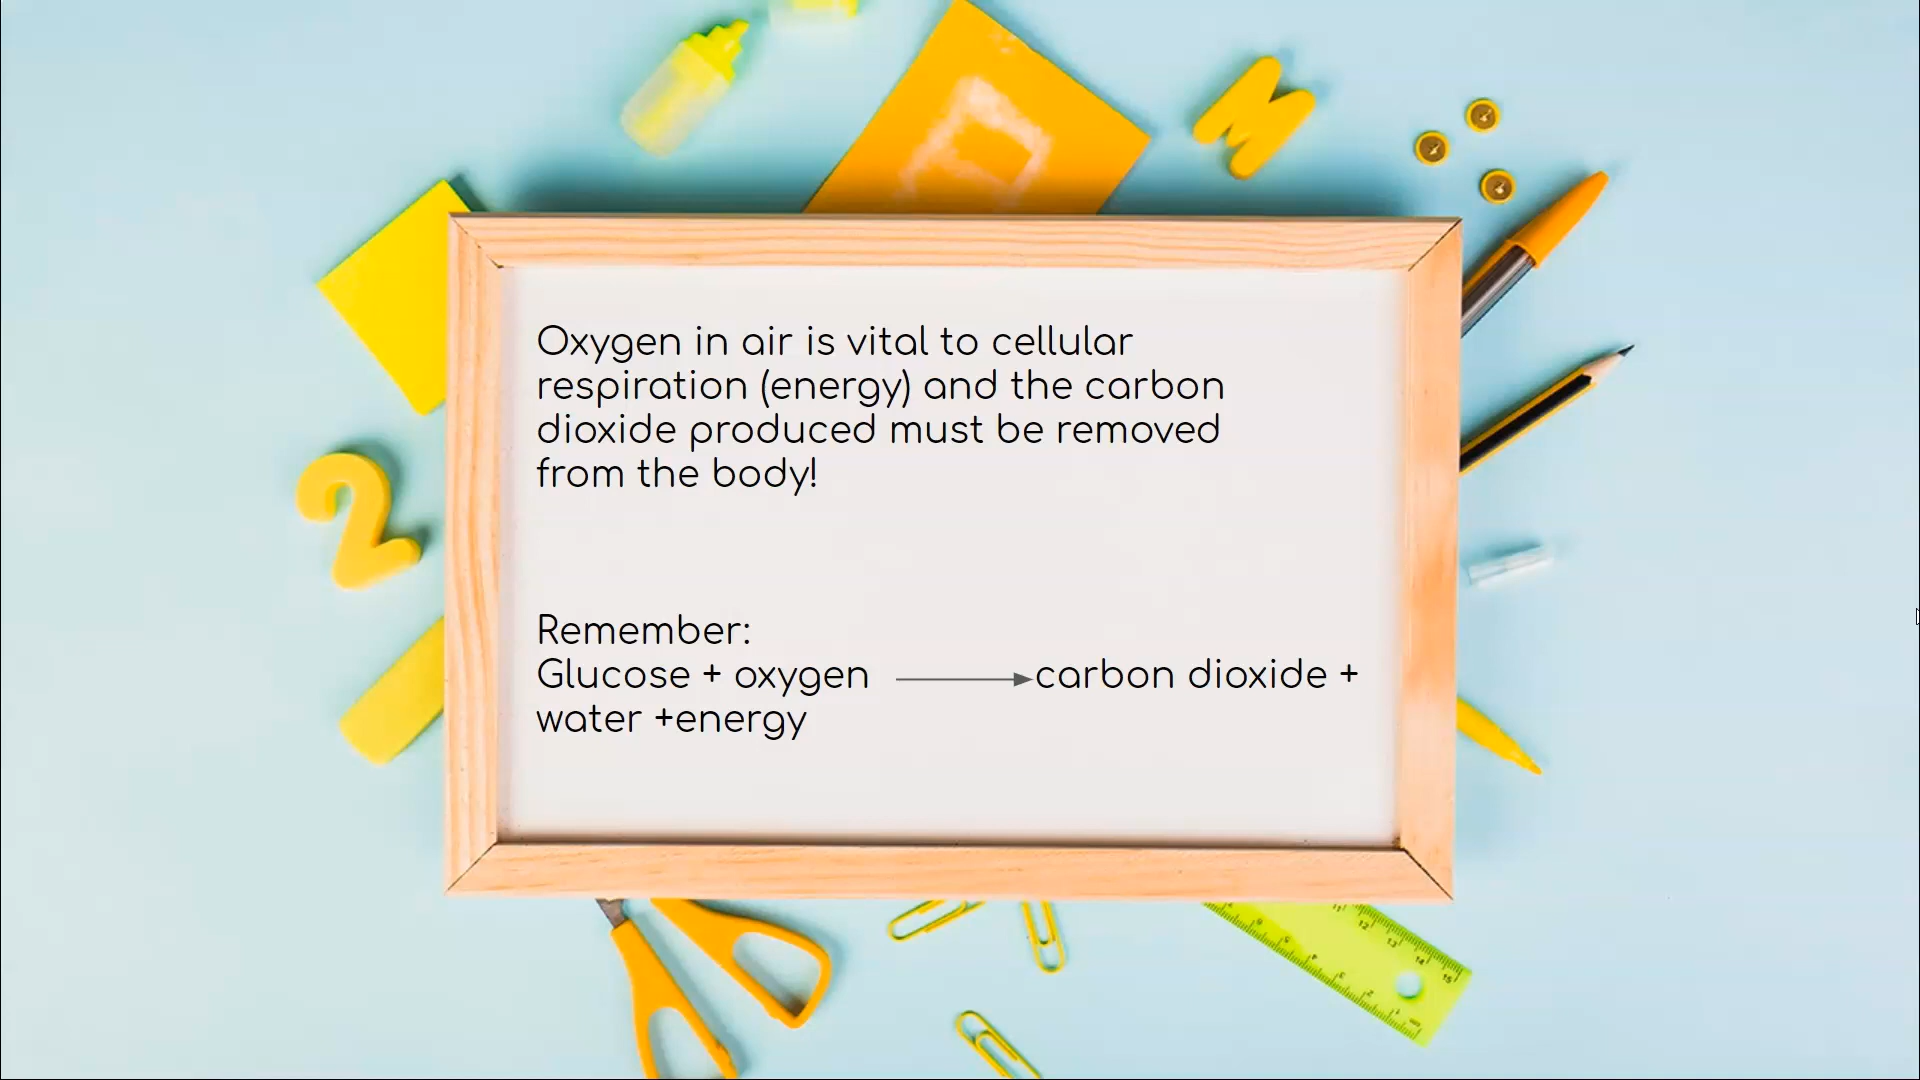 Oxygen in air is vital to cellular
respiration (energy) and the carbon
dioxide produced must be removed
from the body!
Remember:
Glucose + oxygen carbon dioxide +
water +energy